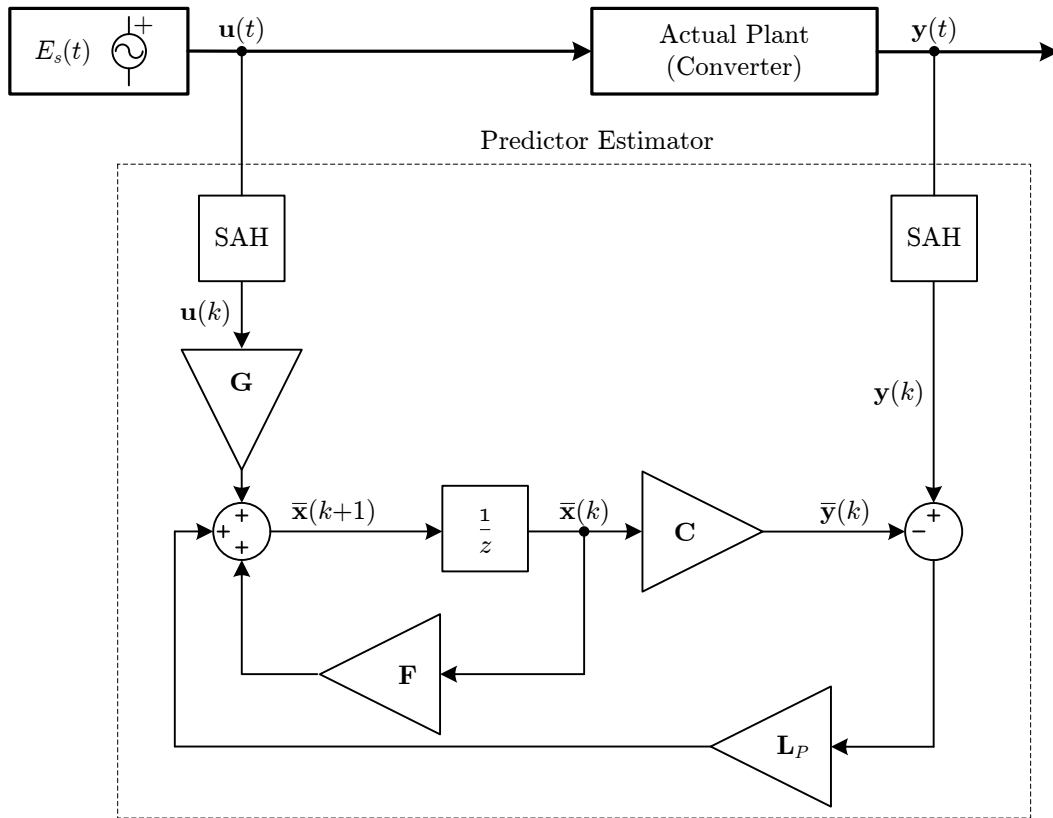 E_s(t) +
u(t)
Actual Plant
(Converter)
y(t)
Predictor Estimator
SAH
SAH
u(k)
G
y(k)
+
+
+
x̅(k+1)
1
z
x̅(k)
C
y̅(k)
+
−
F
L_P